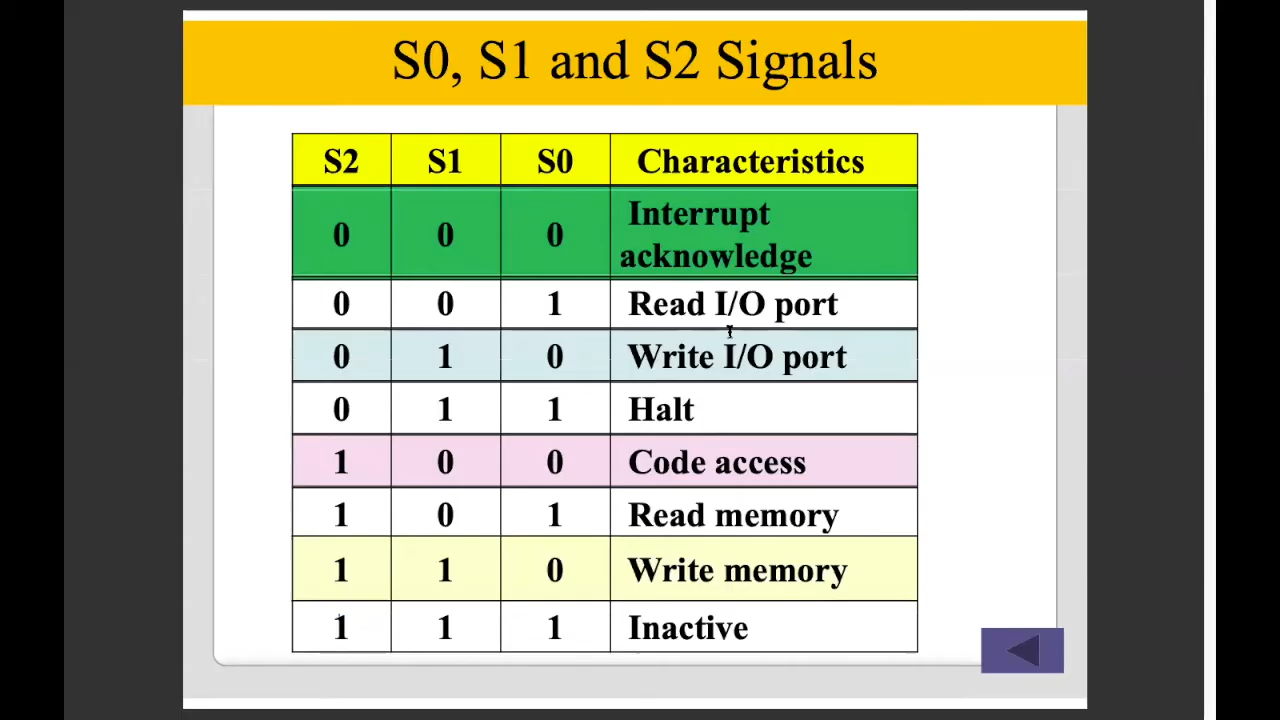 S0, S1 and S2 Signals
S2 S1 S0 Characteristics
0 0 0 Interrupt acknowledge
0 0 1 Read I/O port
0 1 0 Write I/O port
0 1 1 Halt
1 0 0 Code access
1 0 1 Read memory
1 1 0 Write memory
1 1 1 Inactive